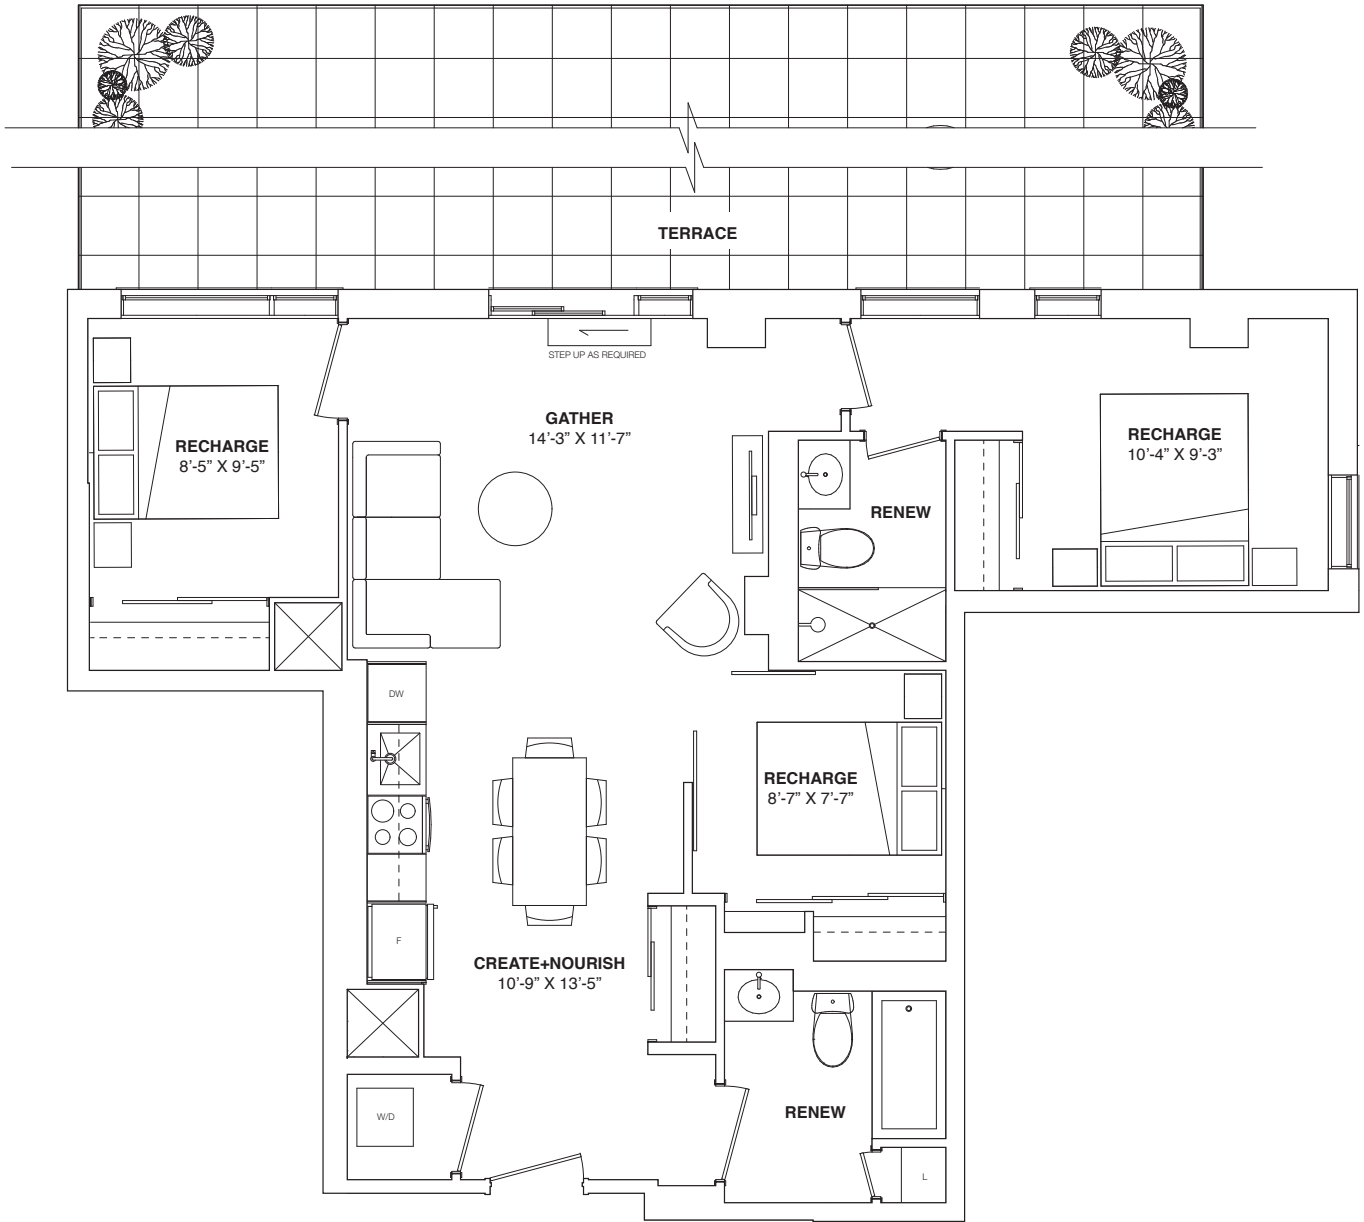 TERRACE
STEP UP AS REQUIRED
GATHER
14'-3” X 11'-7”
RECHARGE
8'-5” X 9'-5”
RECHARGE
10'-4” X 9'-3”
RENEW
DW
RECHARGE
8'-7” X 7'-7”
F
CREATE+NOURISH
10'-9” X 13'-5”
W/D
RENEW
L